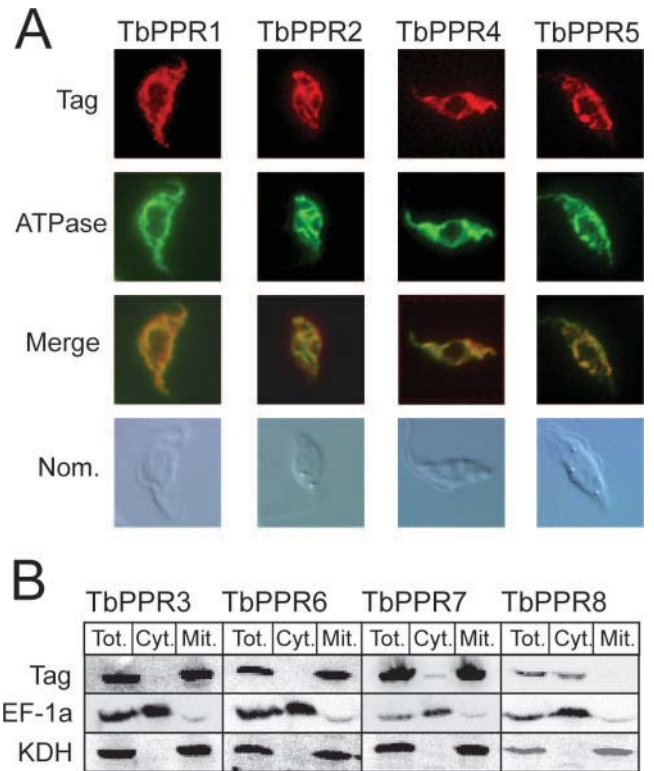 A
TbPPR1 TbPPR2 TbPPR4 TbPPR5
Tag
ATPase
Merge
Nom.
B
TbPPR3 TbPPR6 TbPPR7 TbPPR8
Tot. Cyt. Mit. Tot. Cyt. Mit. Tot. Cyt. Mit. Tot. Cyt. Mit.
Tag
EF-1a
KDH